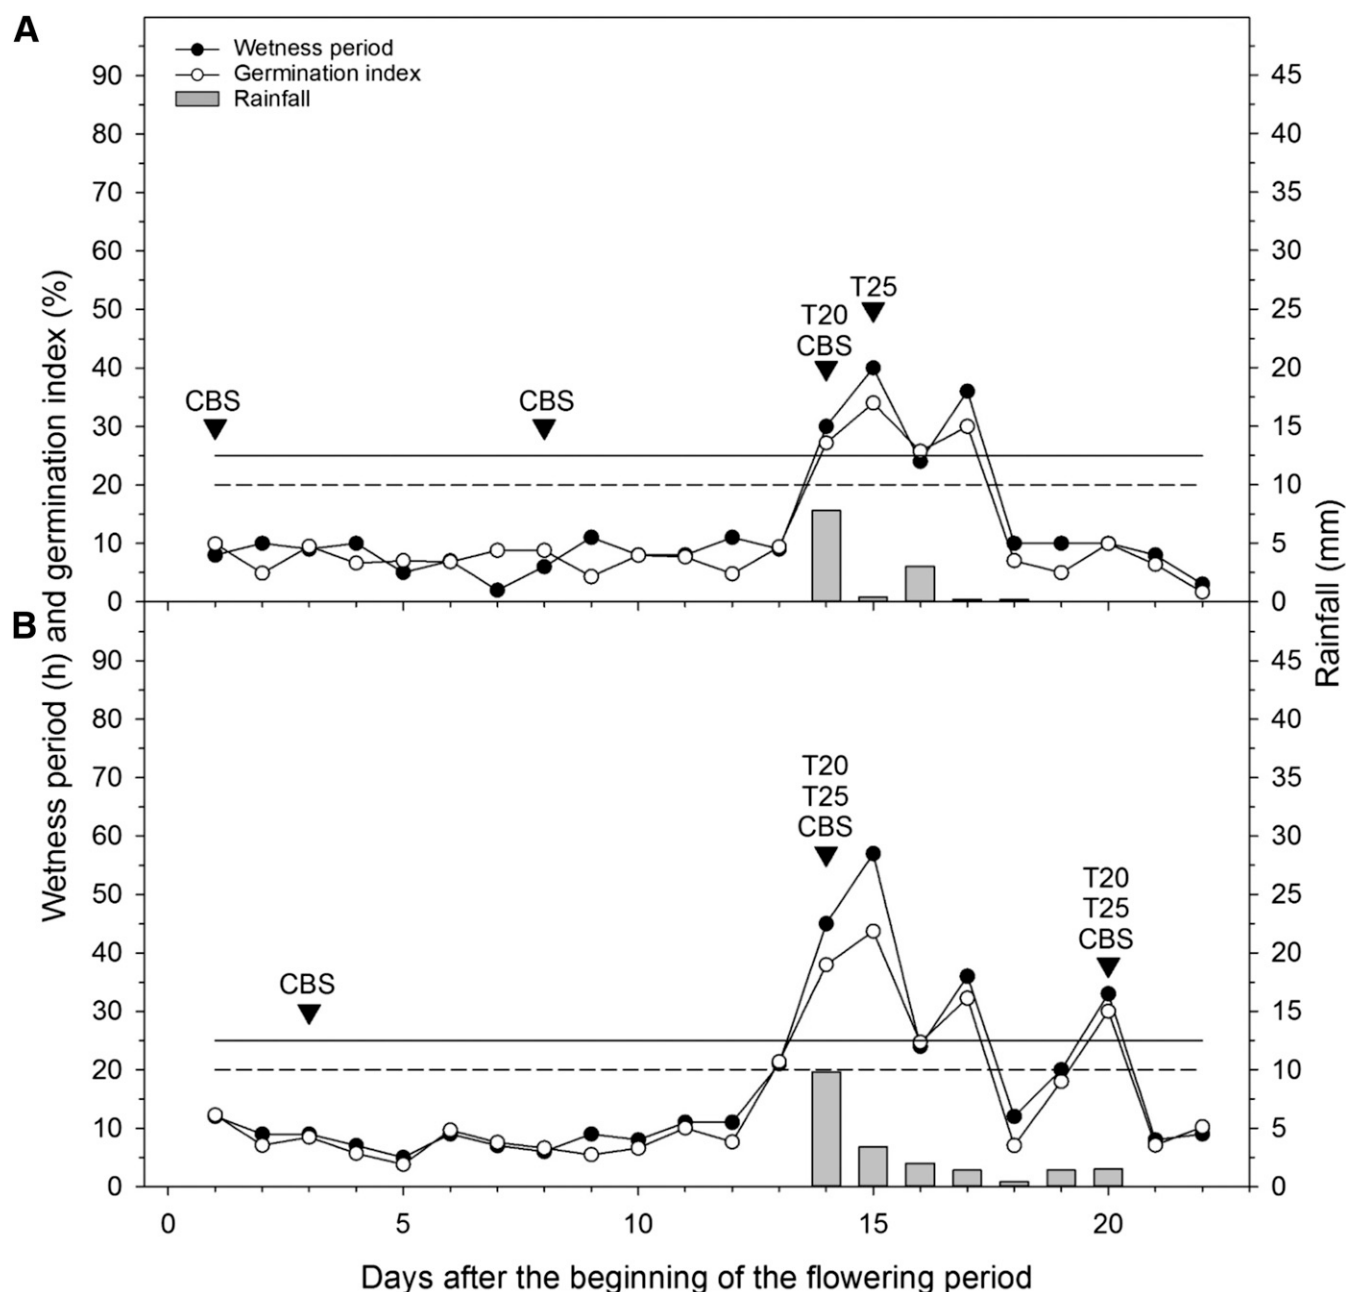 A
Wetness period
Germination index
Rainfall
90
80
70
60
50
40
30
20
10
0
45
40
35
30
25
20
15
10
5
0
CBS
CBS
T20
CBS
T25
B
90
80
70
60
50
40
30
20
10
0
45
40
35
30
25
20
15
10
5
0
CBS
T20
T25
CBS
T20
T25
CBS
Wetness period (h) and germination index (%)
Rainfall (mm)
0 5 10 15 20
Days after the beginning of the flowering period